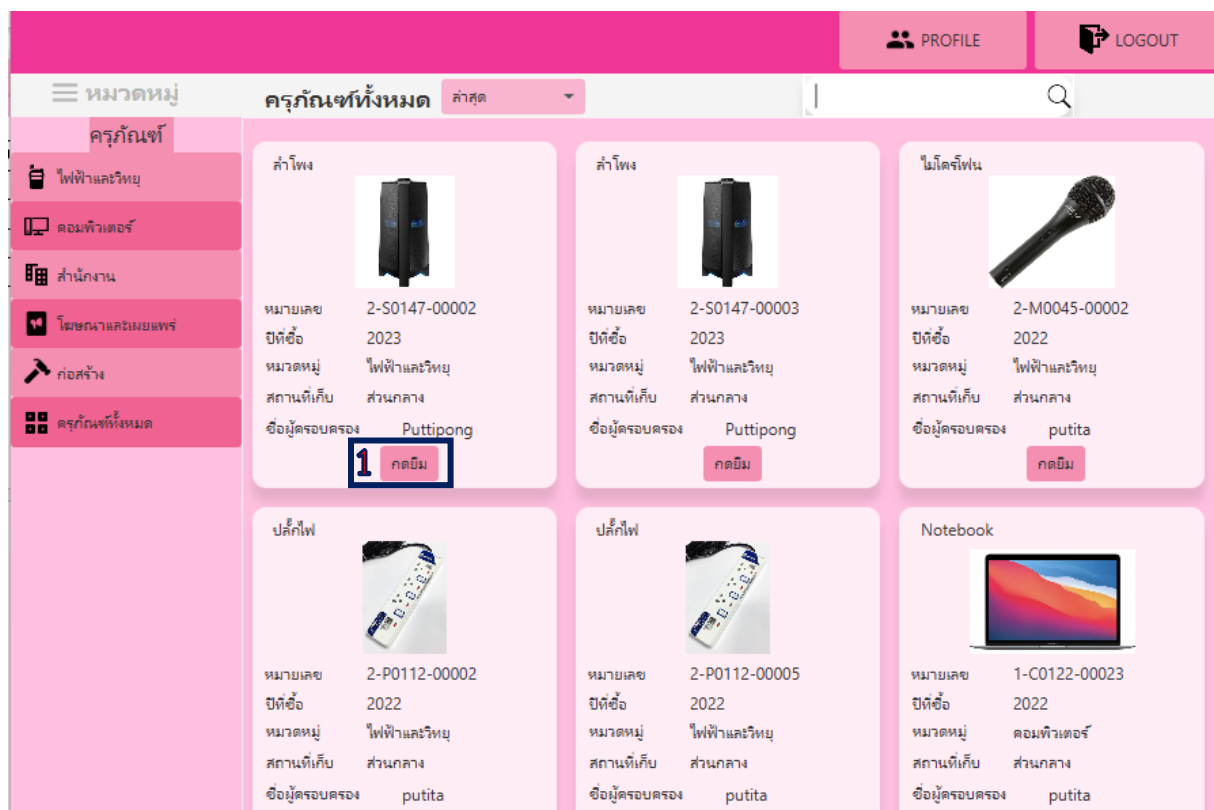 PROFILE LOGOUT
หมวดหมู่ ครุภัณฑ์ทั้งหมด ล่าสุด
ครุภัณฑ์
ไฟฟ้าและวิทยุ
คอมพิวเตอร์
สำนักงาน
โฆษณาและเผยแพร่
ก่อสร้าง
ครุภัณฑ์ทั้งหมด
ลำโพง
หมายเลข 2-S0147-00002
ปีที่ซื้อ 2023
หมวดหมู่ ไฟฟ้าและวิทยุ
สถานที่เก็บ ส่วนกลาง
ชื่อผู้ครอบครอง Puttipong
1 กดยืม
ลำโพง
หมายเลข 2-S0147-00003
ปีที่ซื้อ 2023
หมวดหมู่ ไฟฟ้าและวิทยุ
สถานที่เก็บ ส่วนกลาง
ชื่อผู้ครอบครอง Puttipong
กดยืม
ไมโครโฟน
หมายเลข 2-M0045-00002
ปีที่ซื้อ 2022
หมวดหมู่ ไฟฟ้าและวิทยุ
สถานที่เก็บ ส่วนกลาง
ชื่อผู้ครอบครอง putita
กดยืม
ปลั๊กไฟ
หมายเลข 2-P0112-00002
ปีที่ซื้อ 2022
หมวดหมู่ ไฟฟ้าและวิทยุ
สถานที่เก็บ ส่วนกลาง
ชื่อผู้ครอบครอง putita
ปลั๊กไฟ
หมายเลข 2-P0112-00005
ปีที่ซื้อ 2022
หมวดหมู่ ไฟฟ้าและวิทยุ
สถานที่เก็บ ส่วนกลาง
ชื่อผู้ครอบครอง putita
Notebook
หมายเลข 1-C0122-00023
ปีที่ซื้อ 2022
หมวดหมู่ คอมพิวเตอร์
สถานที่เก็บ ส่วนกลาง
ชื่อผู้ครอบครอง putita